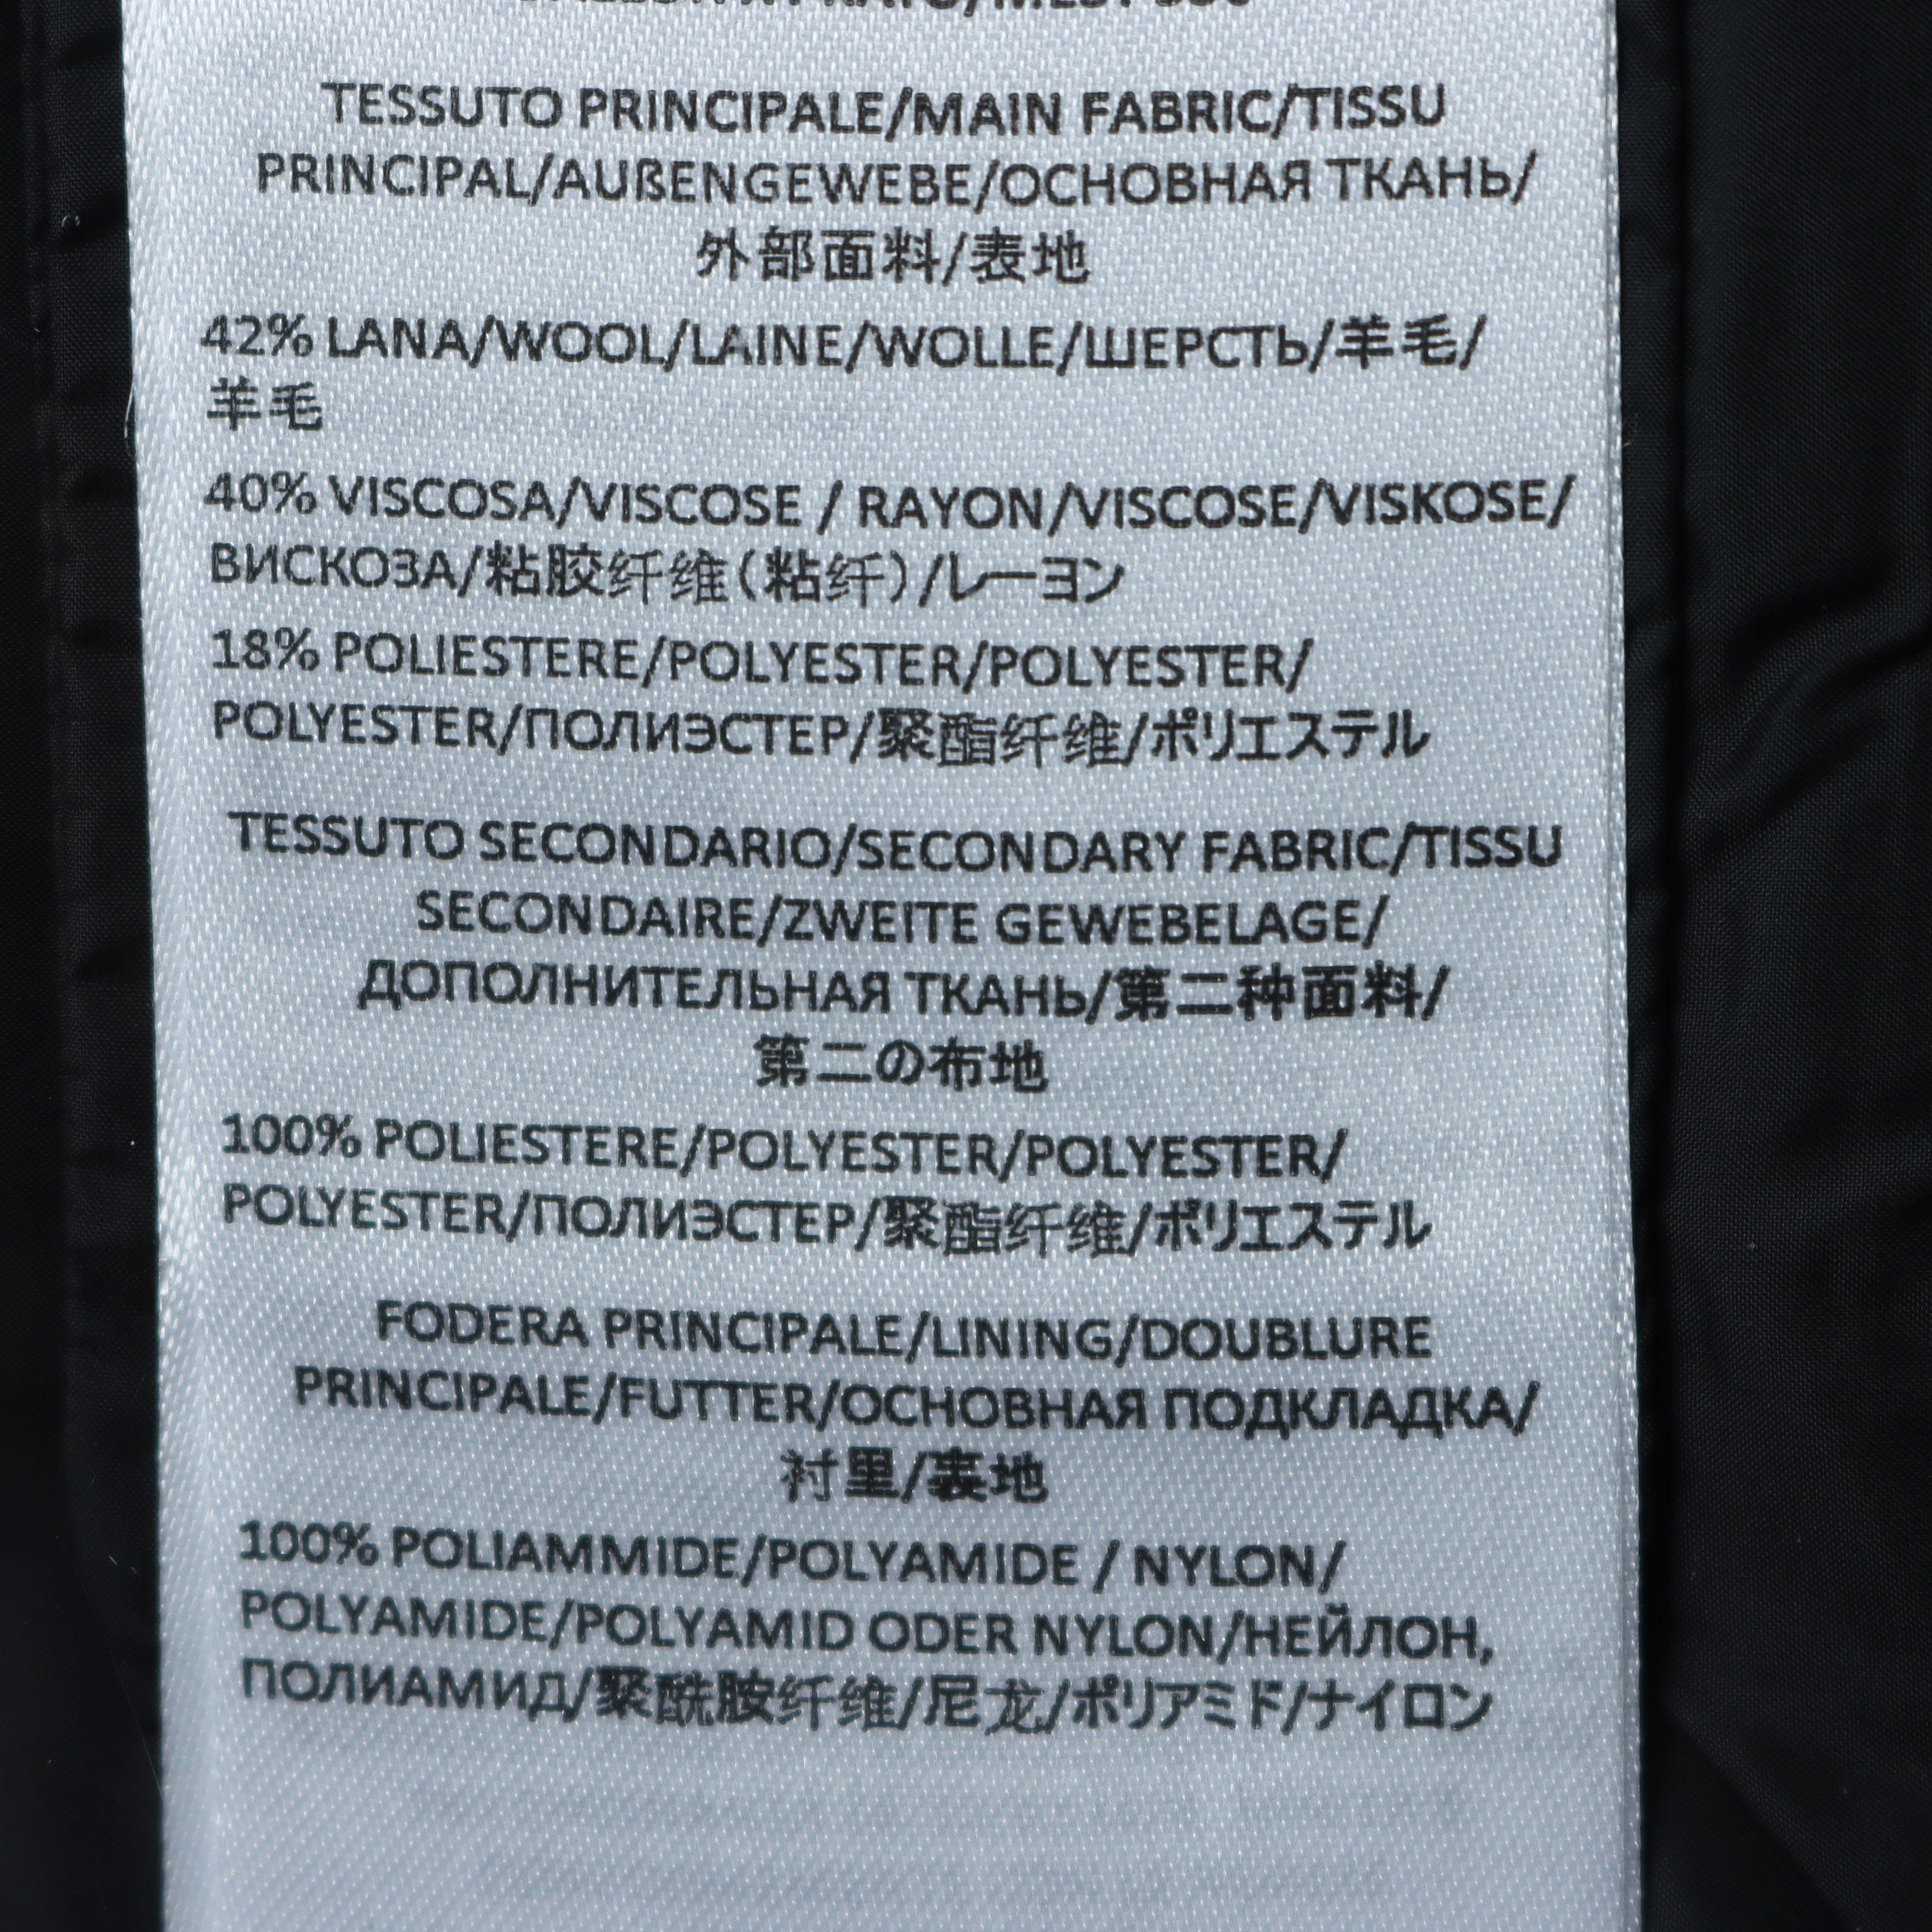 TESSUTO PRINCIPALE/MAIN FABRIC/TISSU
PRINCIPAL/AUßENGEWEBE/ОСНОВНАЯ ТКАНЬ/
外部面料/表地
42% LANA/WOOL/LAINE/WOLLE/ШЕРСТЬ/羊毛/
羊毛
40% VISCOSA/VISCOSE / RAYON/VISCOSE/VISKOSE/
ВИСКОЗА/粘胶纤维(粘纤)/レーヨン
18% POLIESTERE/POLYESTER/POLYESTER/
POLYESTER/ПОЛИЭСТЕР/聚酯纤维/ポリエステル
TESSUTO SECONDARIO/SECONDARY FABRIC/TISSU
SECONDAIRE/ZWEITE GEWEBELAGE/
ДОПОЛНИТЕЛЬНАЯ ТКАНЬ/第二种面料/
第二の布地
100% POLIESTERE/POLYESTER/POLYESTER/
POLYESTER/ПОЛИЭСТЕР/聚酯纤维/ポリエステル
FODERA PRINCIPALE/LINING/DOUBLURE
PRINCIPALE/FUTTER/ОСНОВНАЯ ПОДКЛАДКА/
衬里/裏地
100% POLIAMMIDE/POLYAMIDE / NYLON/
POLYAMIDE/POLYAMID ODER NYLON/НЕЙЛОН,
ПОЛИАМИД/聚酰胺纤维/尼龙/ポリアミド/ナイロン